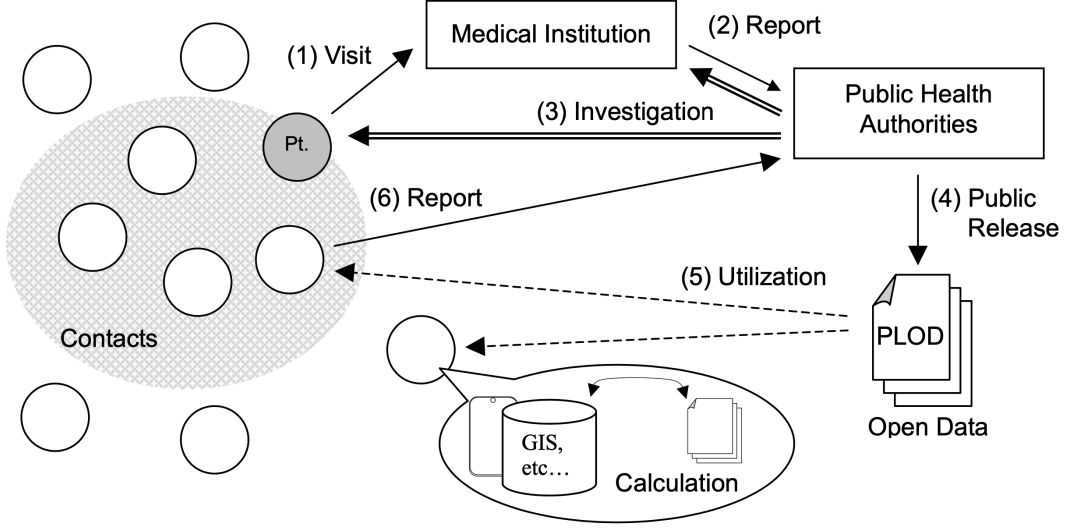 (1) Visit
Medical Institution
(2) Report
Public Health
Authorities
(3) Investigation
Pt.
(6) Report
(4) Public
Release
(5) Utilization
PLOD
Contacts
Open Data
GIS,
etc…
Calculation